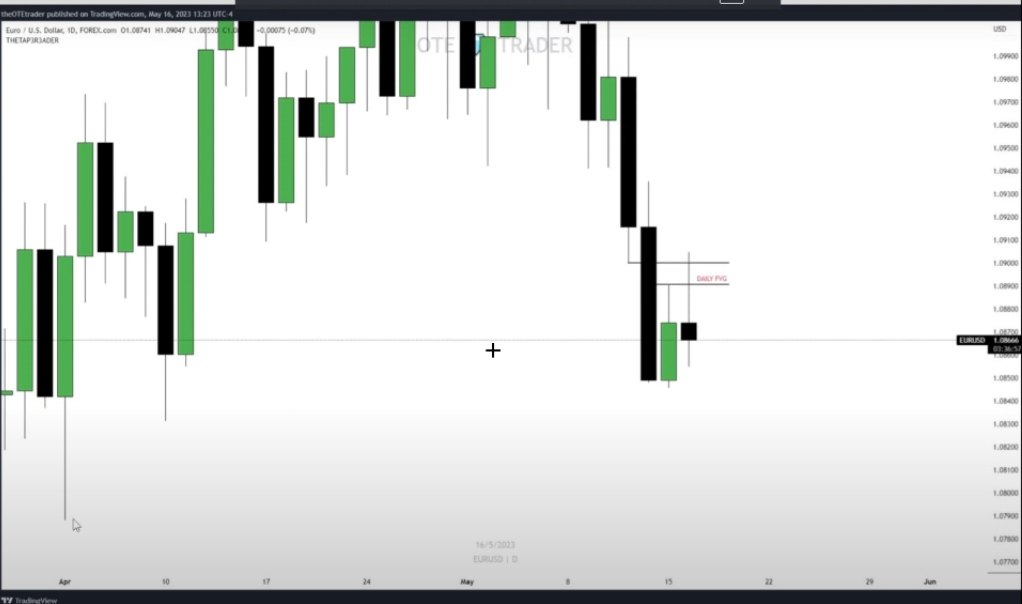 theOTEtrader published on TradingView.com, May 16, 2023 13:23 UTC-4
Euro / U.S. Dollar, 1D, FOREX.com O1.08741 H1.09047 L1.08550 −0.00075 (−0.07%)
THETAP3R3ADER
USD
OTE TRADER
1.09900
1.09800
1.09700
1.09600
1.09500
1.09400
1.09300
1.09200
1.09100
1.09000
DAILY FVG
1.08900
1.08800
1.08700
EURUSD 1.08666
03:36:57
1.08600
1.08500
1.08400
1.08300
1.08200
1.08100
1.08000
1.07900
1.07800
1.07700
16/5/2023
EURUSD | D
Apr 10 17 24 May 8 15 22 29 Jun
TradingView